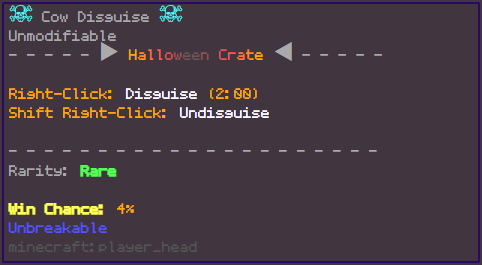 ☠ Cow Disguise ☠
Unmodifiable
- - - - - ▶ Halloween Crate ◀ - - - - -
Right-Click: Disguise (2:00)
Shift Right-Click: Undisguise
- - - - - - - - - - - - - - - - - - - - - -
Rarity: Rare
Win Chance: 4%
Unbreakable
minecraft:player_head